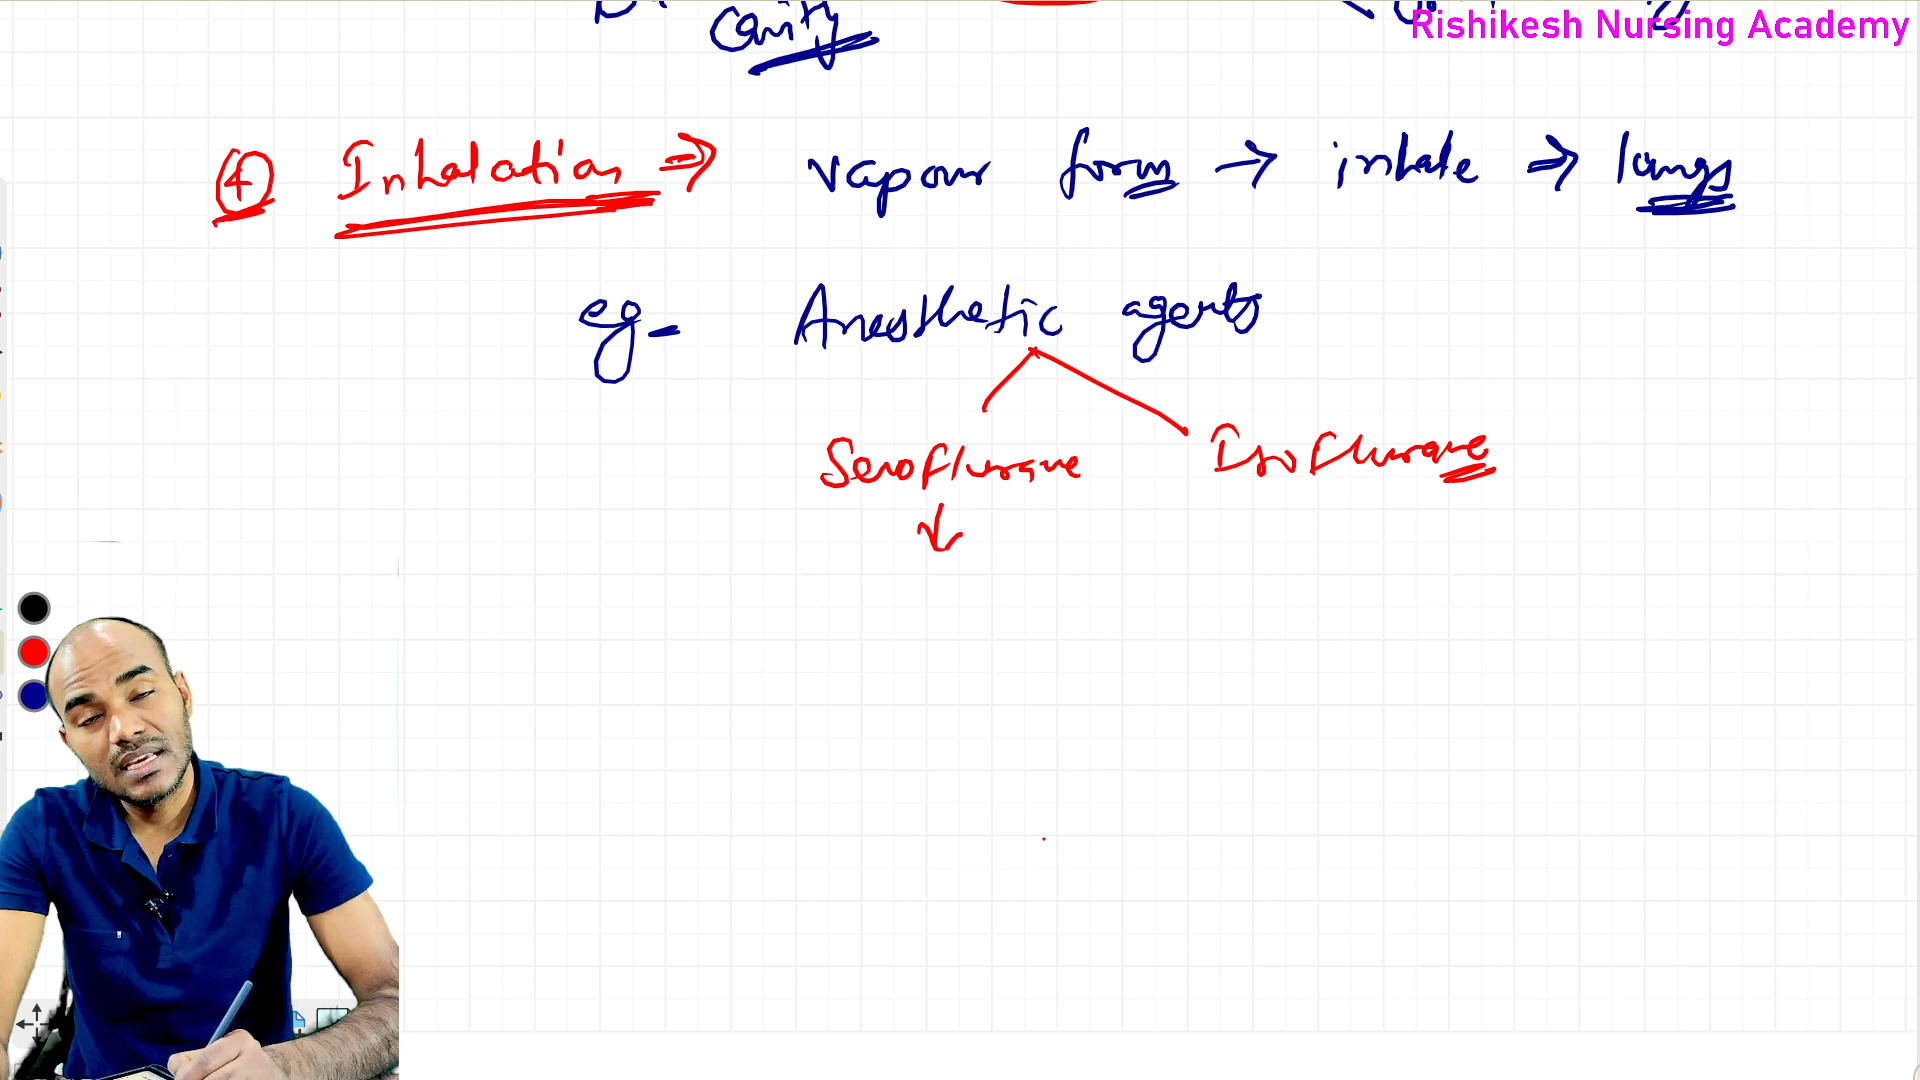 Cavity
Rishikesh Nursing Academy
④ Inhalation ⇒ vapour form → inhale ⇒ lungs
eg- Anesthetic agents
Sevoflurane Isoflurane
↓